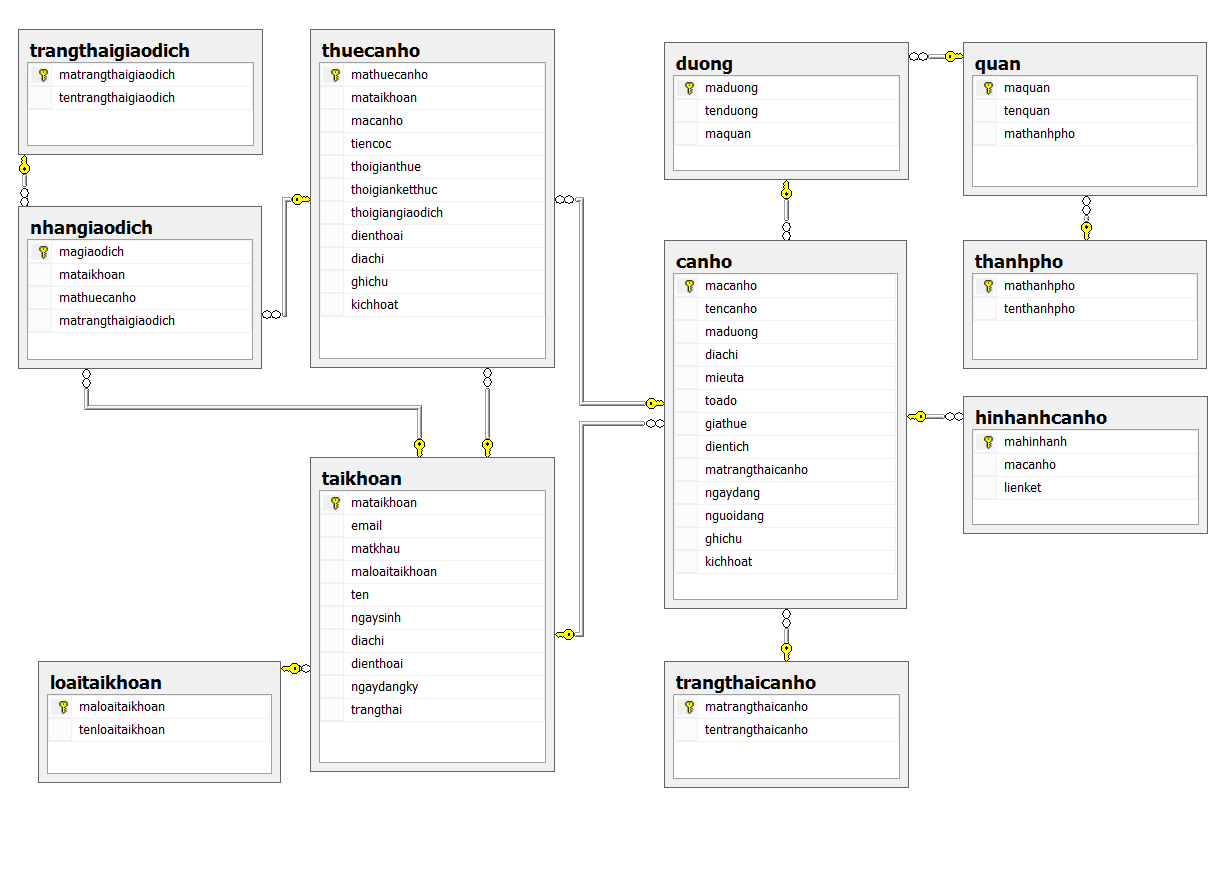 trangthaigiaodich
matrangthaigiaodich
tentrangthaigiaodich
thuecanho
mathuecanho
mataikhoan
macanho
tiencoc
thoigianthue
thoigianketthuc
thoigiangiaodich
dienthoai
diachi
ghichu
kichhoat
duong
maduong
tenduong
maquan
quan
maquan
tenquan
mathanhpho
nhangiaodich
magiaodich
mataikhoan
mathuecanho
matrangthaigiaodich
canho
macanho
tencanho
maduong
diachi
mieuta
toado
giathue
dientich
matrangthaicanho
ngaydang
nguoidang
ghichu
kichhoat
thanhpho
mathanhpho
tenthanhpho
hinhanhcanho
mahinhanh
macanho
lienket
taikhoan
mataikhoan
email
matkhau
maloaitaikhoan
ten
ngaysinh
diachi
dienthoai
ngaydangky
trangthai
loaitaikhoan
maloaitaikhoan
tenloaitaikhoan
trangthaicanho
matrangthaicanho
tentrangthaicanho